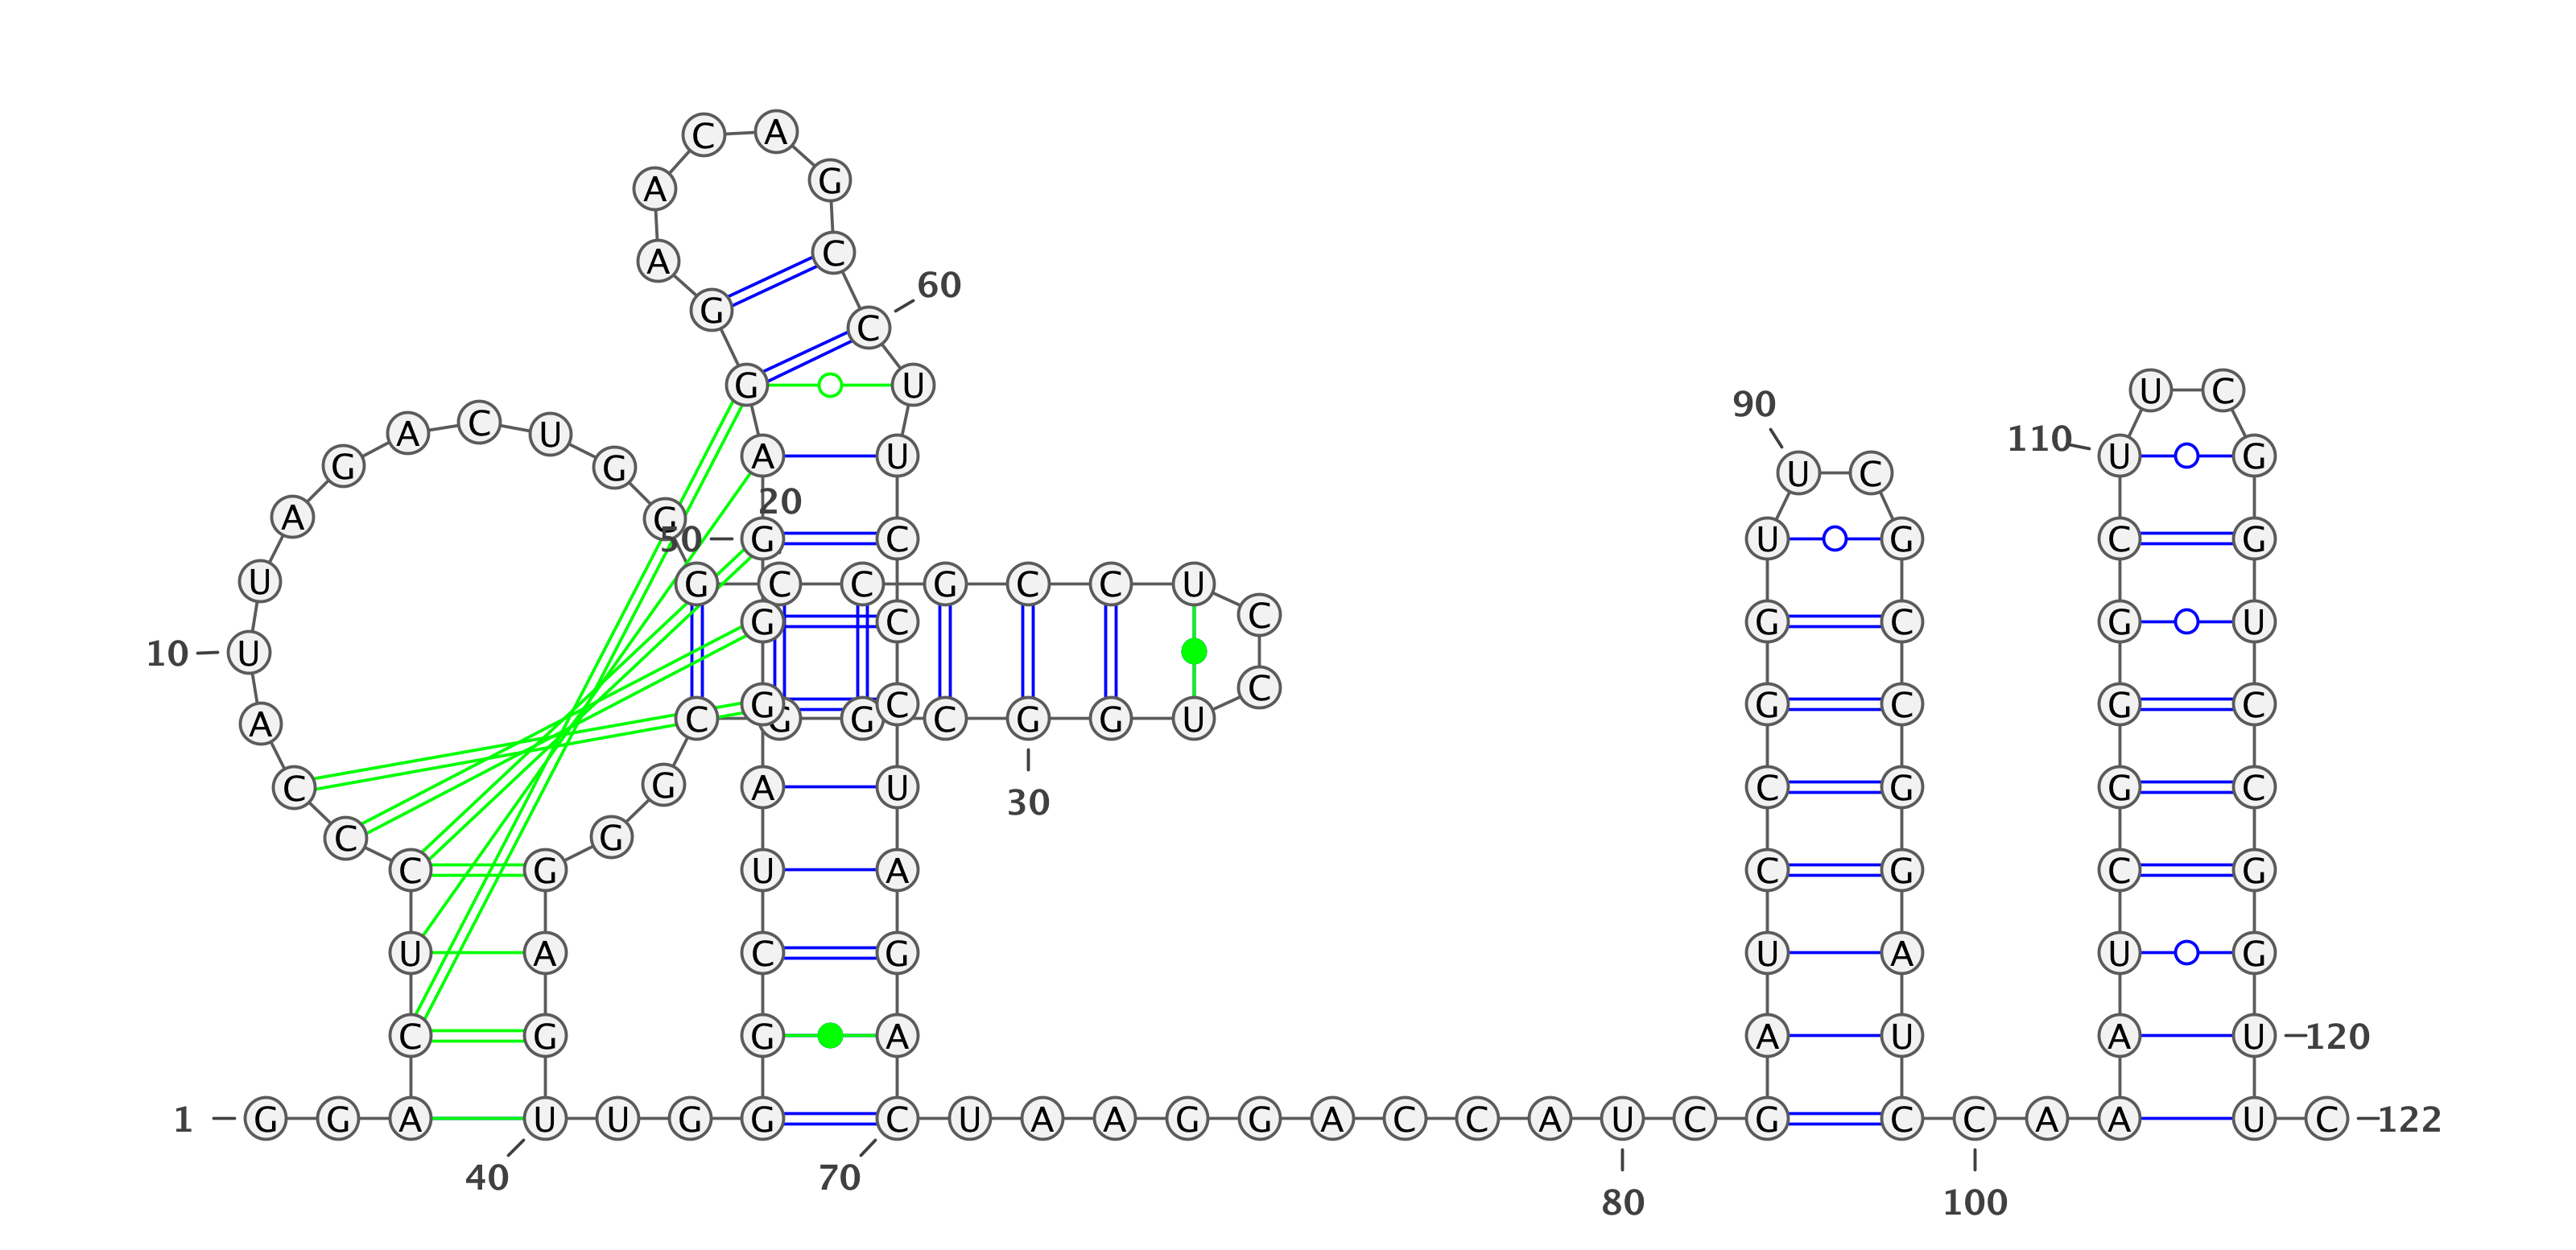 C A
A G
A C
60
G
C
G U U C
90
A C U 110
A U U G
G G U C
20
A G
50 G C U G C G
U G C C G C C U
C
G C G C G U
10 U
C
G C G C G C
A C G G C G G U
C G A U C G G C
30
C G
C G U A C G C G
U A C G U A U G
C G G A A U A U 120
1 G G A U U G G C U A A G G A C C A U C G C C A A U C 122
40 70
80 100